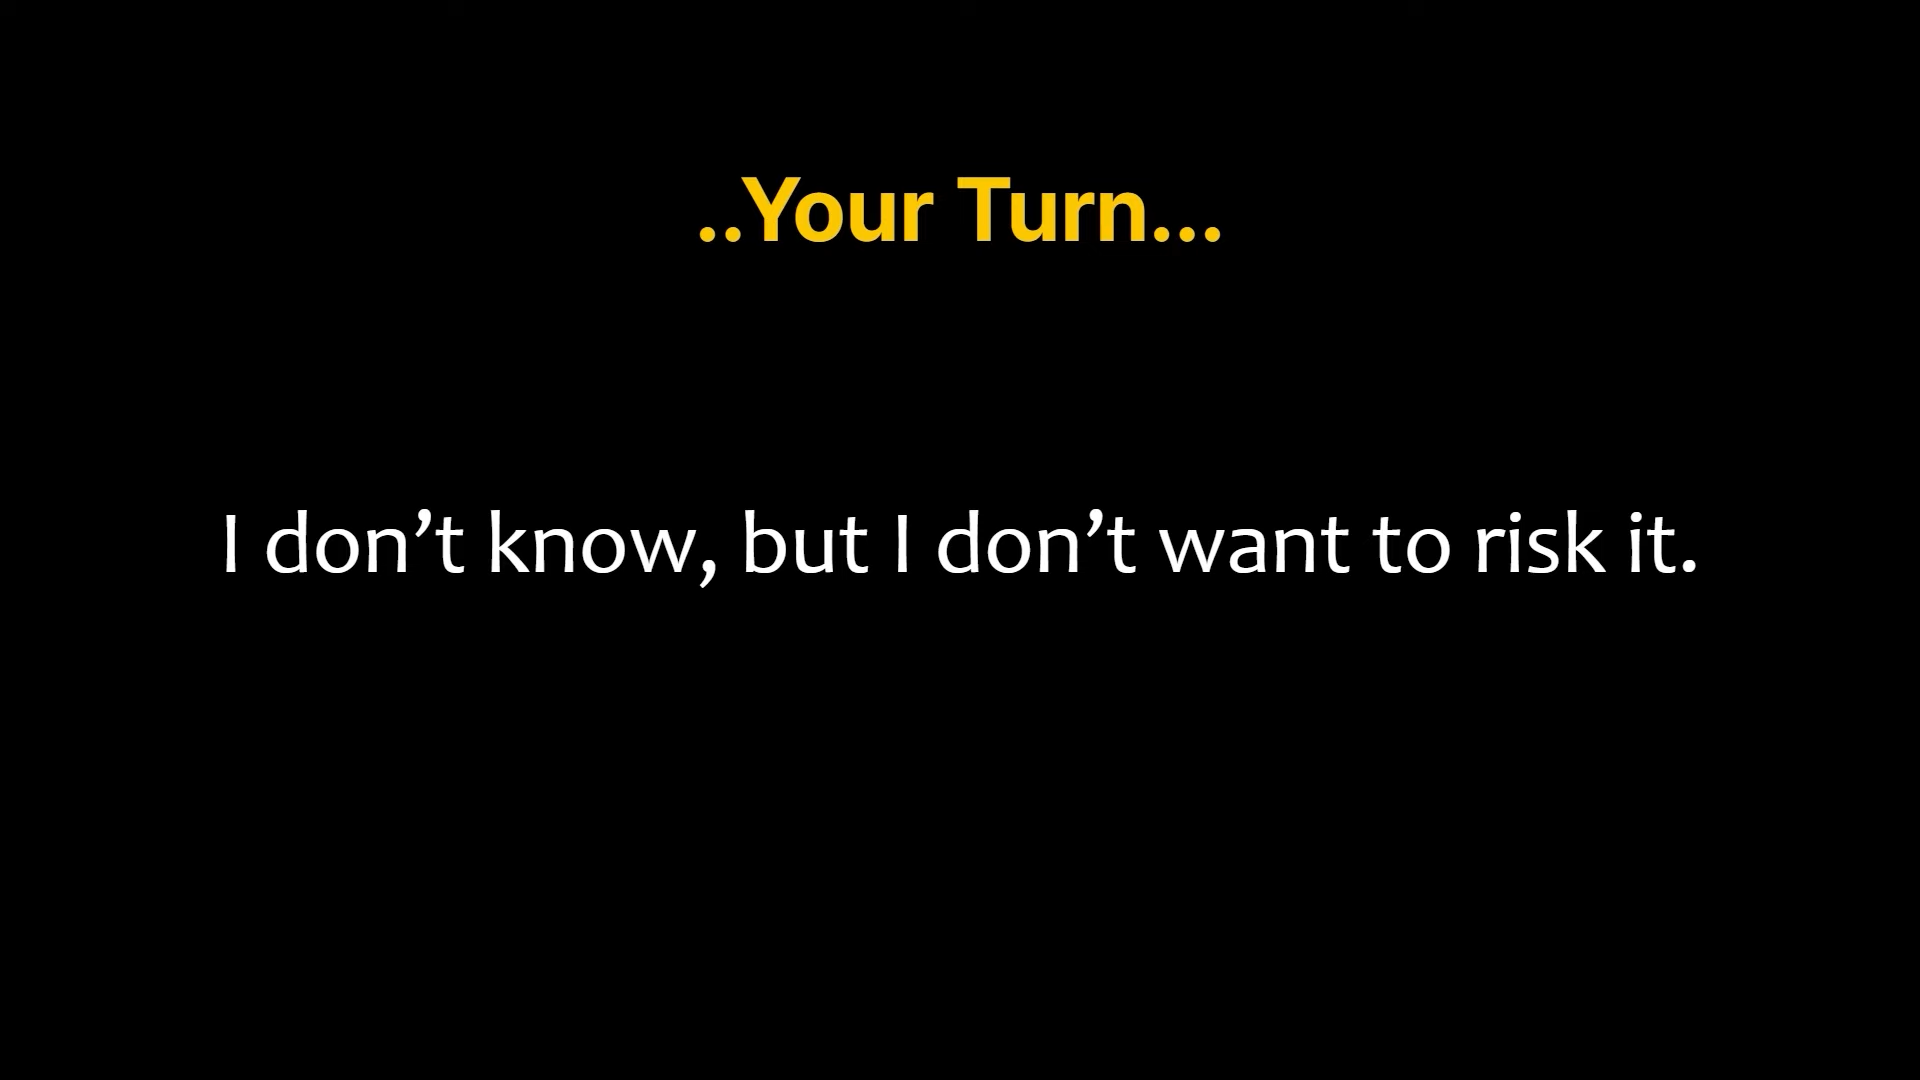 ..Your Turn...
I don’t know, but I don’t want to risk it.